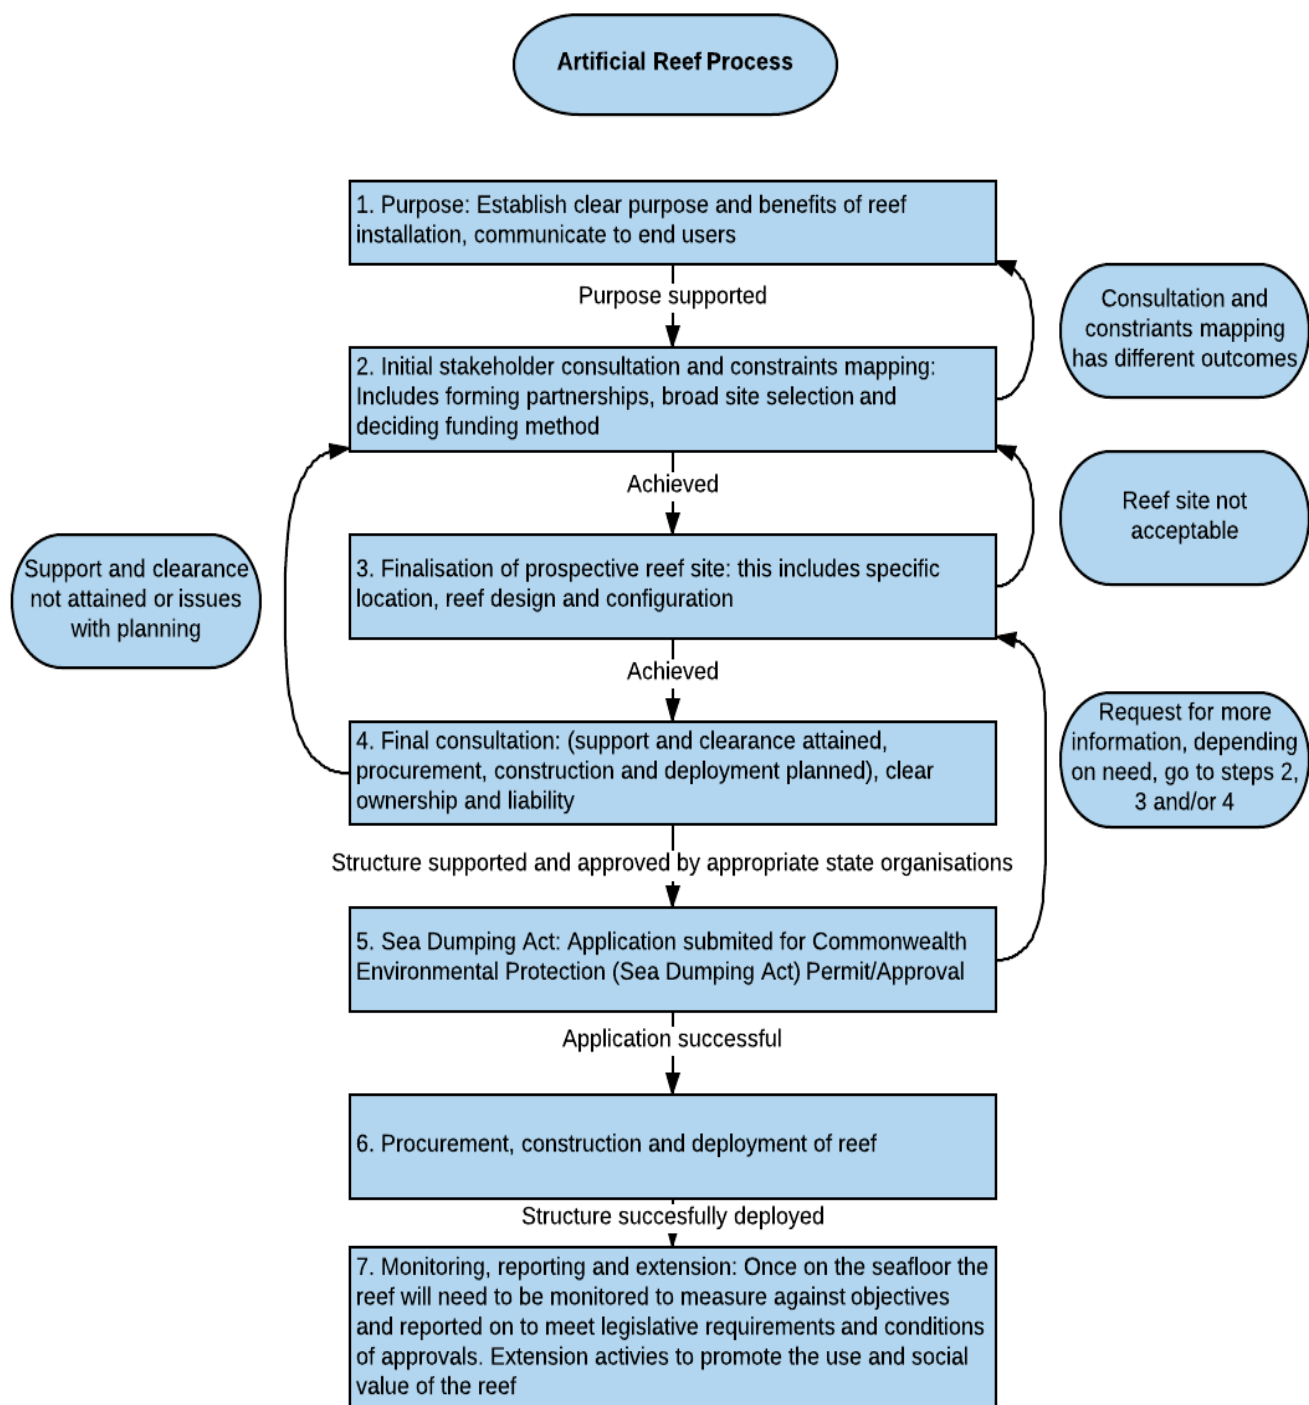 Artificial Reef Process
1. Purpose: Establish clear purpose and benefits of reef
installation, communicate to end users
Purpose supported
Consultation and
constriants mapping
has different outcomes
2. Initial stakeholder consultation and constraints mapping:
Includes forming partnerships, broad site selection and
deciding funding method
Achieved
Reef site not
acceptable
Support and clearance
not attained or issues
with planning
3. Finalisation of prospective reef site: this includes specific
location, reef design and configuration
Achieved
Request for more
information, depending
on need, go to steps 2,
3 and/or 4
4. Final consultation: (support and clearance attained,
procurement, construction and deployment planned), clear
ownership and liability
Structure supported and approved by appropriate state organisations
5. Sea Dumping Act: Application submited for Commonwealth
Environmental Protection (Sea Dumping Act) Permit/Approval
Application successful
6. Procurement, construction and deployment of reef
Structure succesfully deployed
7. Monitoring, reporting and extension: Once on the seafloor the
reef will need to be monitored to measure against objectives
and reported on to meet legislative requirements and conditions
of approvals. Extension activies to promote the use and social
value of the reef